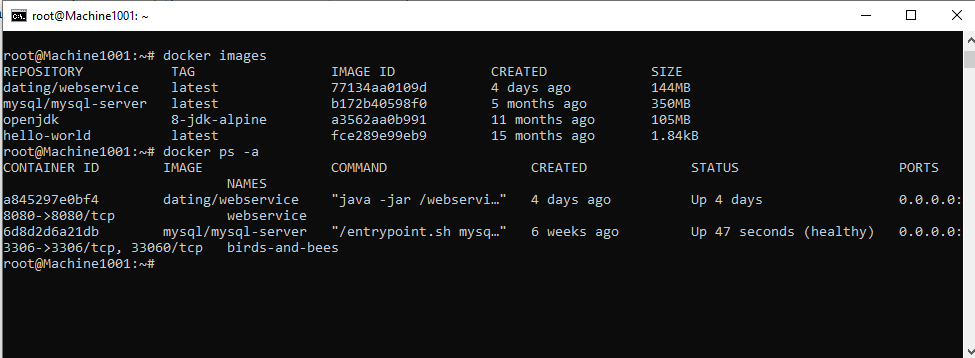 root@Machine1001: ~
root@Machine1001:~# docker images
REPOSITORY TAG IMAGE ID CREATED SIZE
dating/webservice latest 77134aa0109d 4 days ago 144MB
mysql/mysql-server latest b172b40598f0 5 months ago 350MB
openjdk 8-jdk-alpine a3562aa0b991 11 months ago 105MB
hello-world latest fce289e99eb9 15 months ago 1.84kB
root@Machine1001:~# docker ps -a
CONTAINER ID IMAGE COMMAND CREATED STATUS PORTS
NAMES
a845297e0bf4 dating/webservice "java -jar /webservi…" 4 days ago Up 4 days 0.0.0.0:
8080->8080/tcp webservice
6d8d2d6a21db mysql/mysql-server "/entrypoint.sh mysq…" 6 weeks ago Up 47 seconds (healthy) 0.0.0.0:
3306->3306/tcp, 33060/tcp birds-and-bees
root@Machine1001:~#